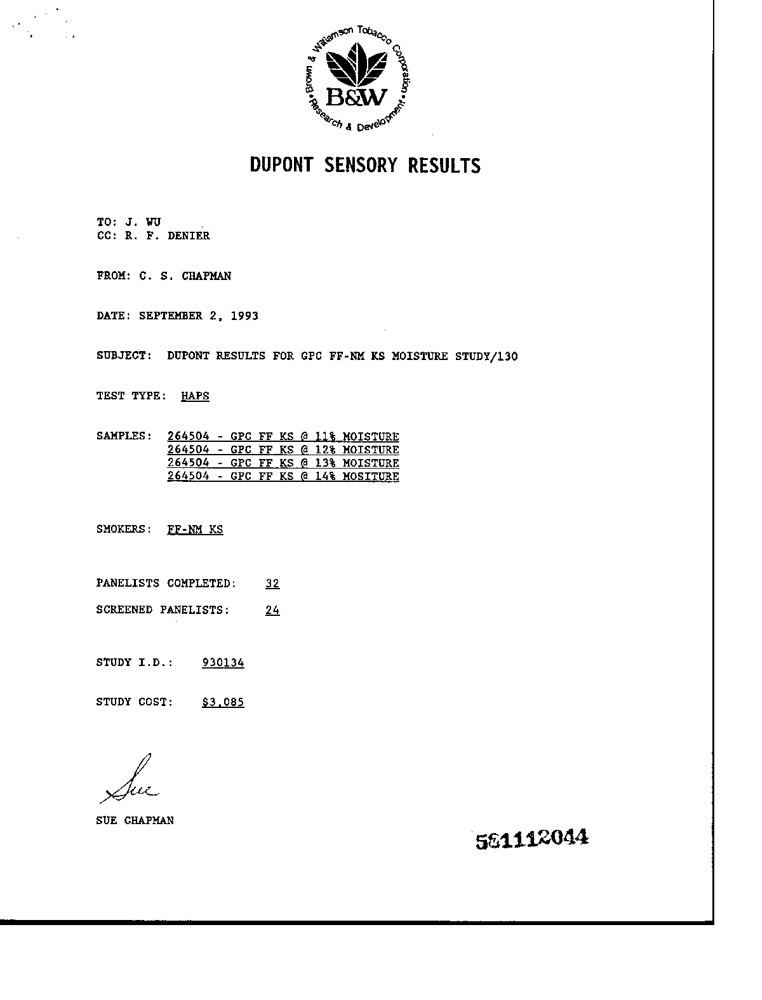 Brown & Williamson Tobacco Corporation
B&W
Research & Development
DUPONT SENSORY RESULTS
TO: J. WU
CC: R. F. DENIER
FROM: C. S. CHAPMAN
DATE: SEPTEMBER 2, 1993
SUBJECT: DUPONT RESULTS FOR GPC FF-NM KS MOISTURE STUDY/130
TEST TYPE: HAPS
SAMPLES: 264504 - GPC FF KS @ 11% MOISTURE
264504 - GPC FF KS @ 12% MOISTURE
264504 - GPC FF KS @ 13% MOISTURE
264504 - GPC FF KS @ 14% MOSITURE
SMOKERS: FF-NM KS
PANELISTS COMPLETED: 32
SCREENED PANELISTS: 24
STUDY I.D.: 930134
STUDY COST: $3,085
Sue
SUE CHAPMAN
561112044